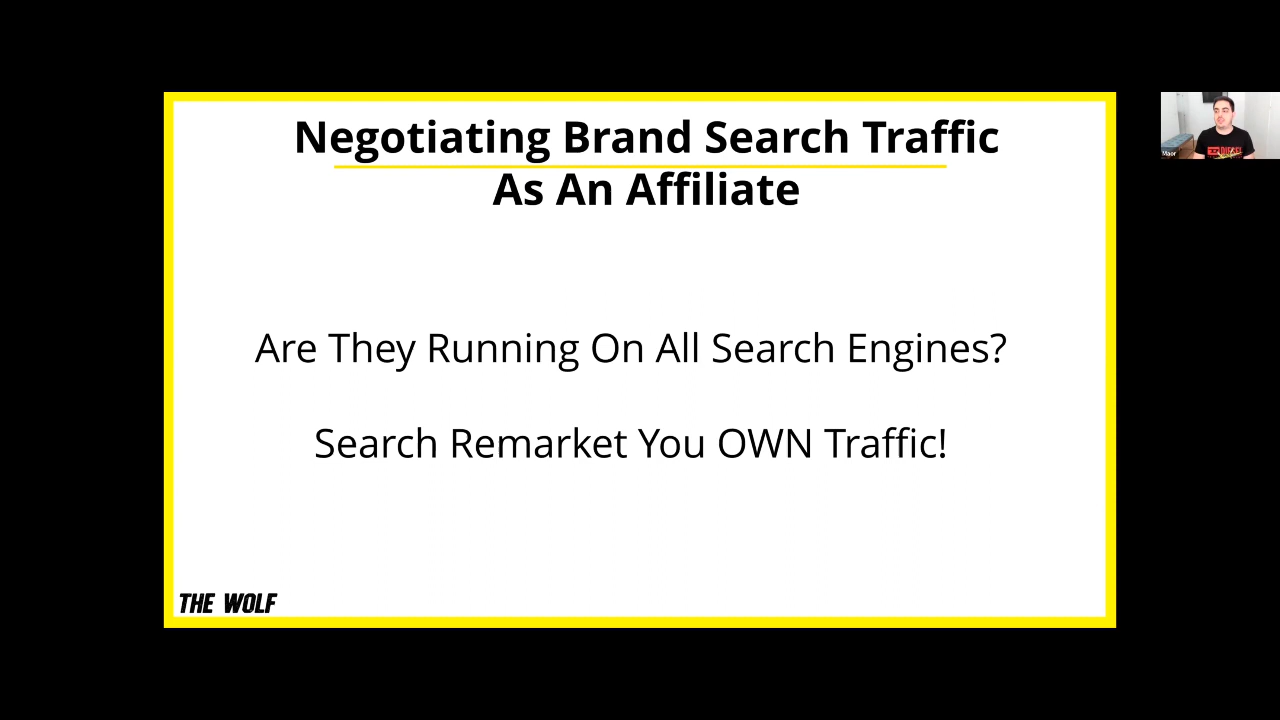 Negotiating Brand Search Traffic
As An Affiliate
Are They Running On All Search Engines?
Search Remarket You OWN Traffic!
THE WOLF
Maor